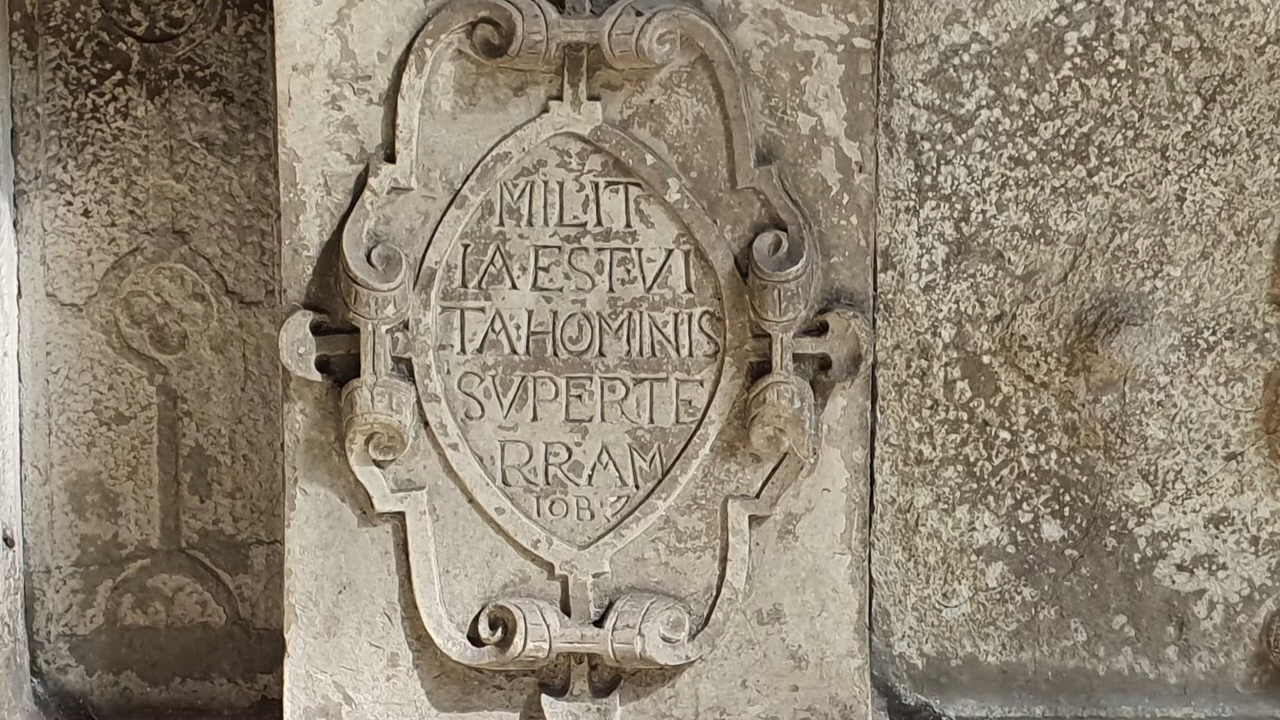 MILIT
IA·EST·VI
TA·HOMINIS
SVPER·TE
RRAM
IOB·7